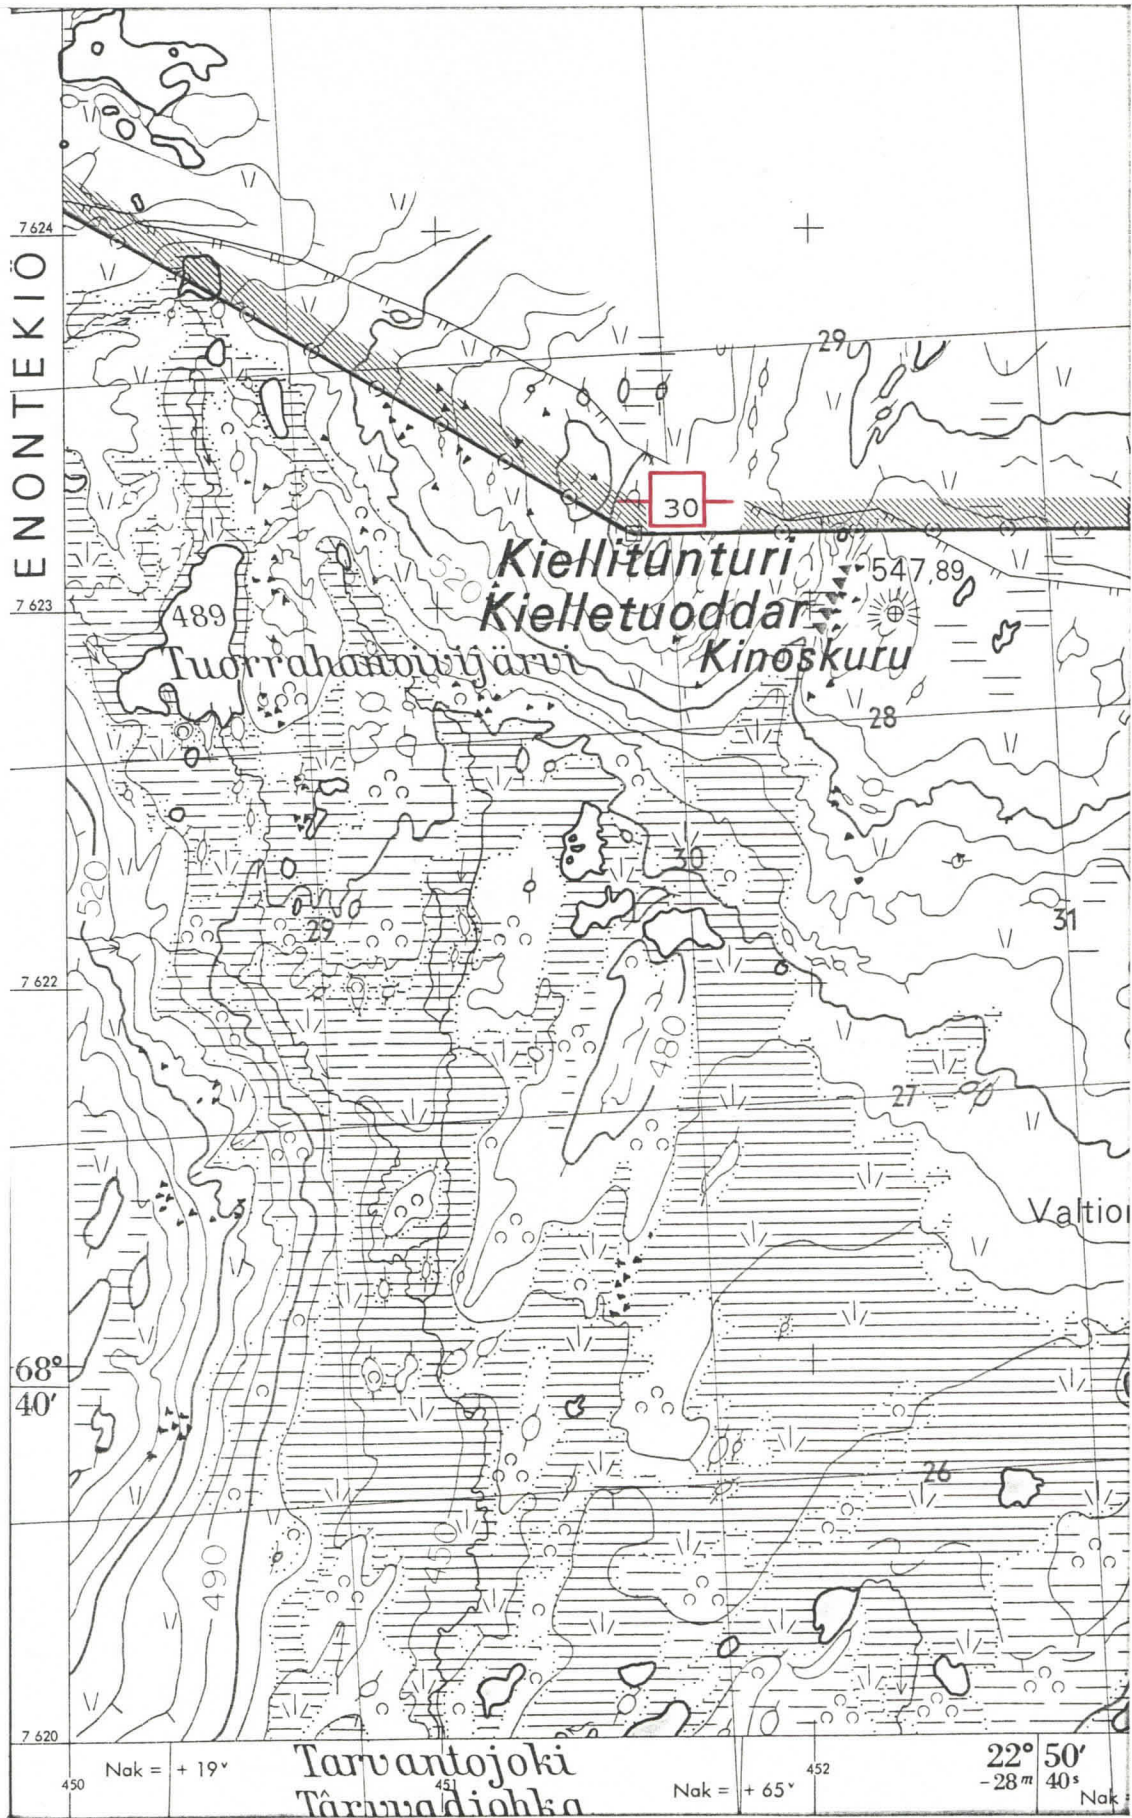 7 624
ENONTEKIÖ
29
30
Kiellitunturi
520
547,89
Kielletuoddar
7 623
489
Tuorrahanoivijärvi
Kinoskuru
28
30
520
29
31
7 622
480
27
Valtion
68°
40′
26
450
490
7 620
Nak = + 19ᵛ
Tarvantojoki
22° 50′
-28ᵐ 40ˢ
450
451
Nak = + 65ᵛ
452
Nak =